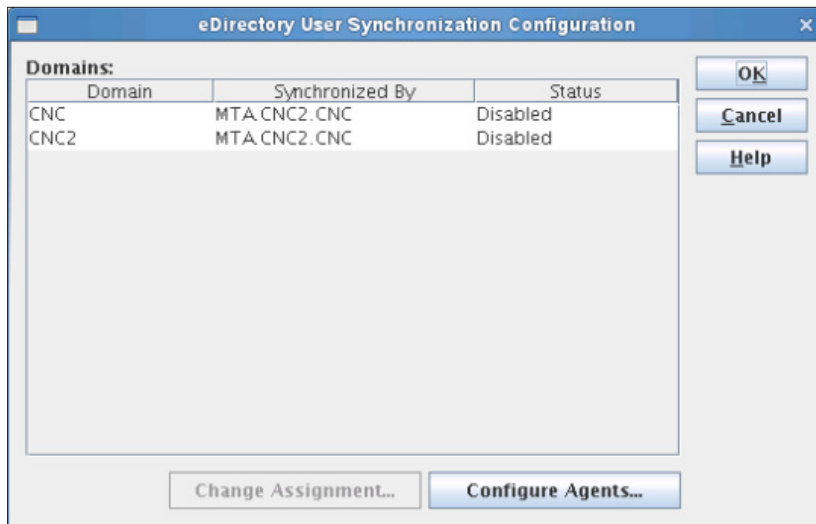 eDirectory User Synchronization Configuration
Domains:
Domain Synchronized By Status
CNC MTA.CNC2.CNC Disabled
CNC2 MTA.CNC2.CNC Disabled
OK
Cancel
Help
Change Assignment... Configure Agents...